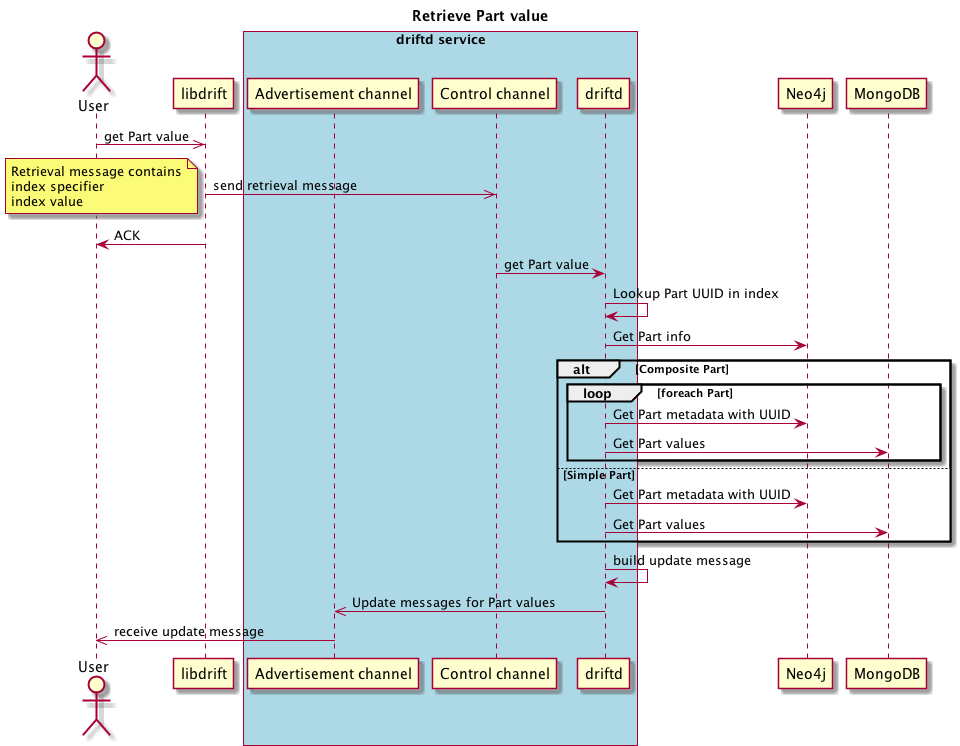 Retrieve Part value
driftd service
User
libdrift
Advertisement channel
Control channel
driftd
Neo4j
MongoDB
get Part value
Retrieval message contains
index specifier
index value
send retrieval message
ACK
get Part value
Lookup Part UUID in index
Get Part info
alt
[Composite Part]
loop
[foreach Part]
Get Part metadata with UUID
Get Part values
[Simple Part]
Get Part metadata with UUID
Get Part values
build update message
Update messages for Part values
receive update message
User
libdrift
Advertisement channel
Control channel
driftd
Neo4j
MongoDB